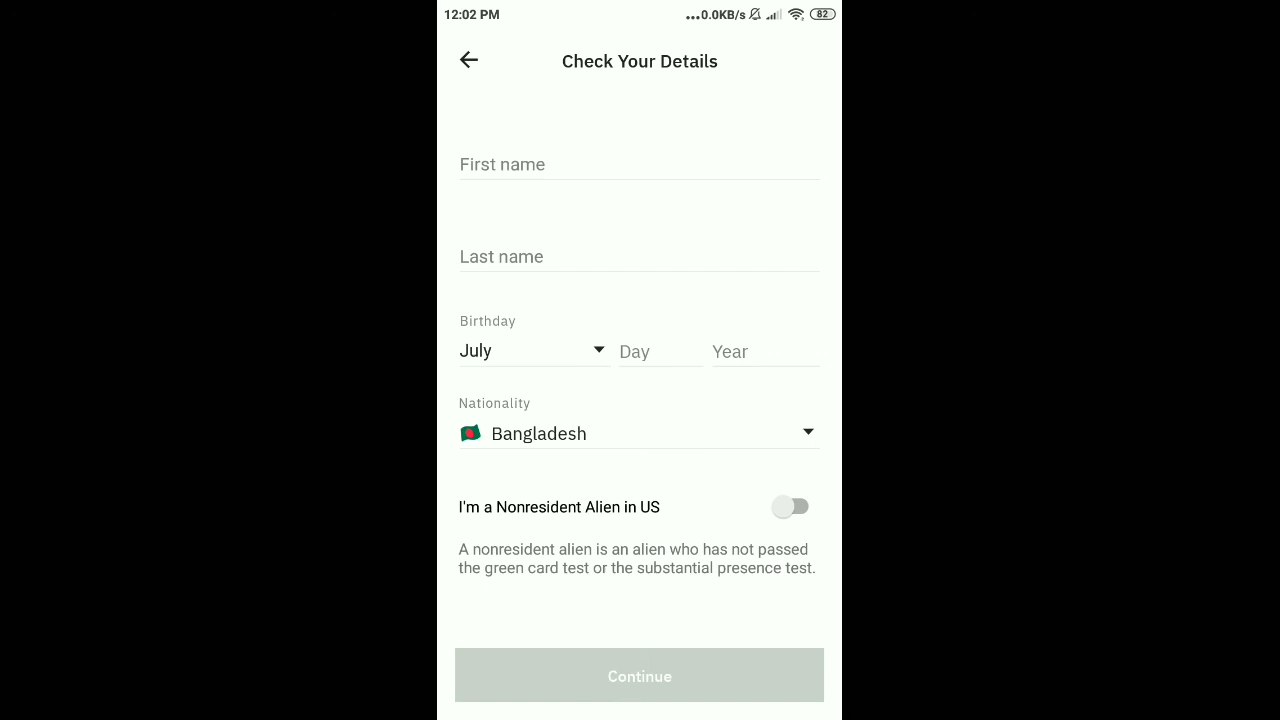 12:02 PM
...0.0KB/s 82
Check Your Details
First name
Last name
Birthday
July Day Year
Nationality
Bangladesh
I'm a Nonresident Alien in US
A nonresident alien is an alien who has not passed
the green card test or the substantial presence test.
Continue